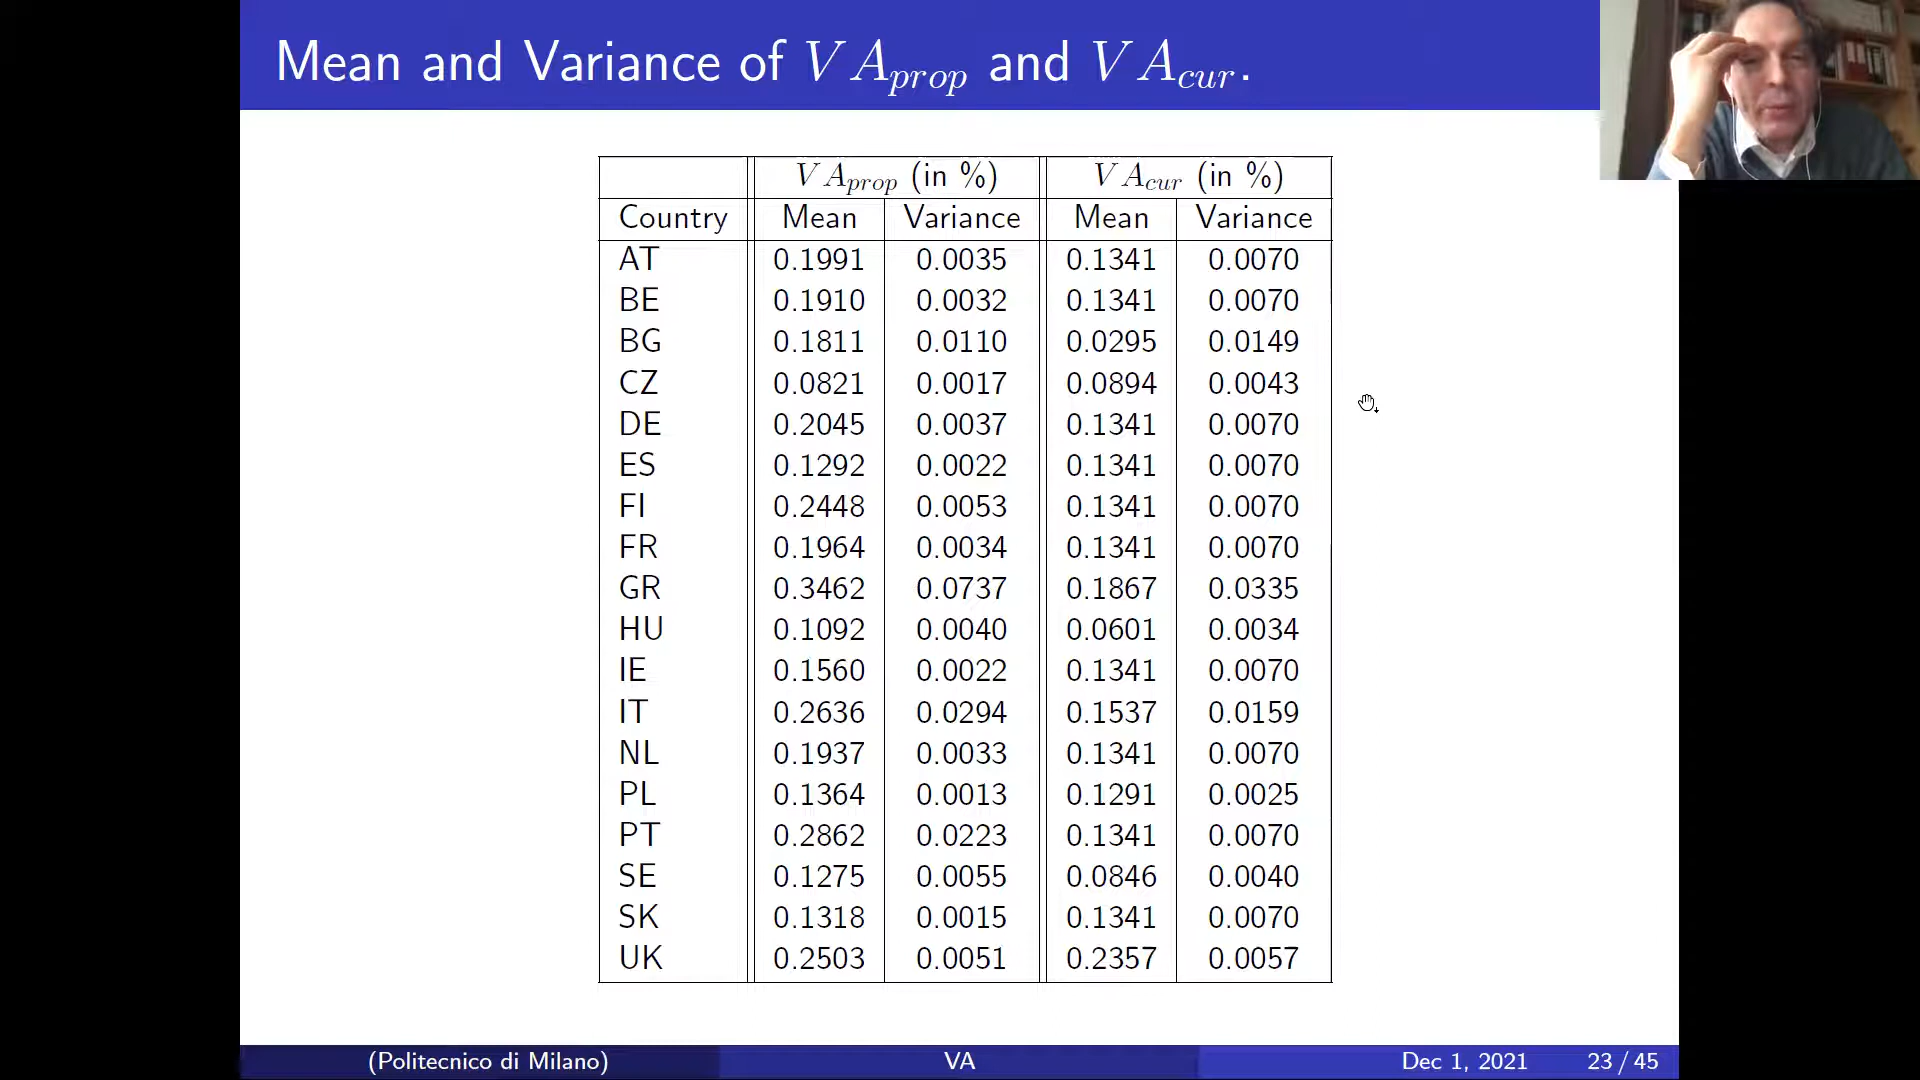 Mean and Variance of VAprop and VAcur.
VAprop (in %) VAcur (in %)
Country Mean Variance Mean Variance
AT 0.1991 0.0035 0.1341 0.0070
BE 0.1910 0.0032 0.1341 0.0070
BG 0.1811 0.0110 0.0295 0.0149
CZ 0.0821 0.0017 0.0894 0.0043
DE 0.2045 0.0037 0.1341 0.0070
ES 0.1292 0.0022 0.1341 0.0070
FI 0.2448 0.0053 0.1341 0.0070
FR 0.1964 0.0034 0.1341 0.0070
GR 0.3462 0.0737 0.1867 0.0335
HU 0.1092 0.0040 0.0601 0.0034
IE 0.1560 0.0022 0.1341 0.0070
IT 0.2636 0.0294 0.1537 0.0159
NL 0.1937 0.0033 0.1341 0.0070
PL 0.1364 0.0013 0.1291 0.0025
PT 0.2862 0.0223 0.1341 0.0070
SE 0.1275 0.0055 0.0846 0.0040
SK 0.1318 0.0015 0.1341 0.0070
UK 0.2503 0.0051 0.2357 0.0057
(Politecnico di Milano) VA Dec 1, 2021 23 / 45